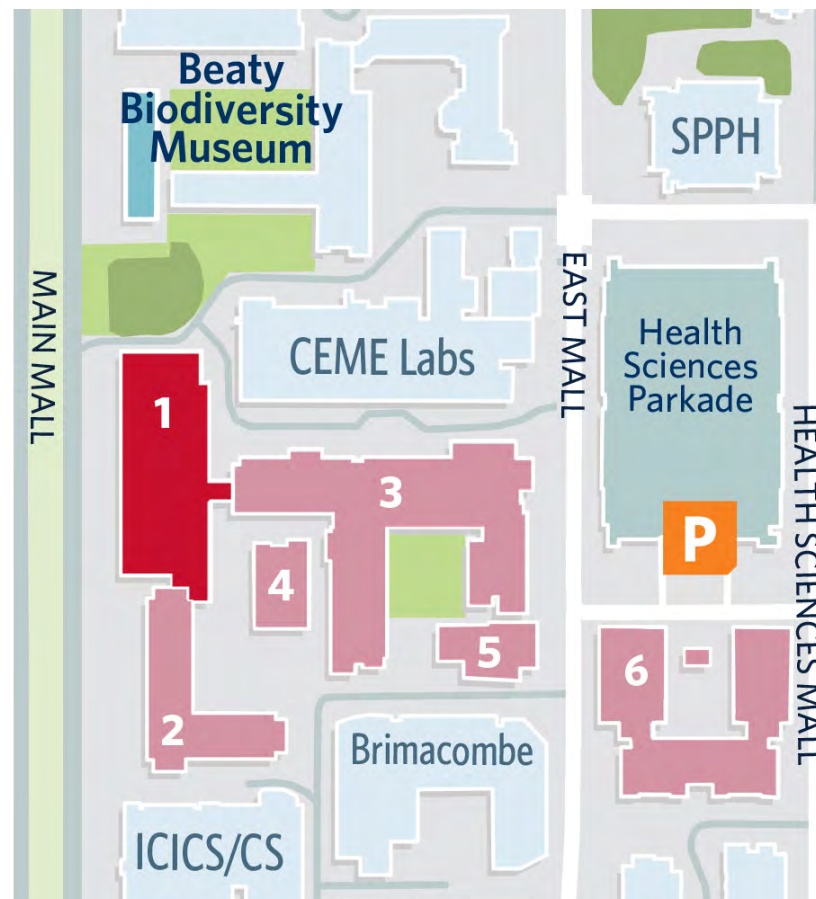 Beaty
Biodiversity
Museum
SPPH
MAIN MALL
EAST MALL
CEME Labs
Health
Sciences
Parkade
HEALTH SCIENCES MALL
1
3
P
4
5
6
2
Brimacombe
ICICS/CS